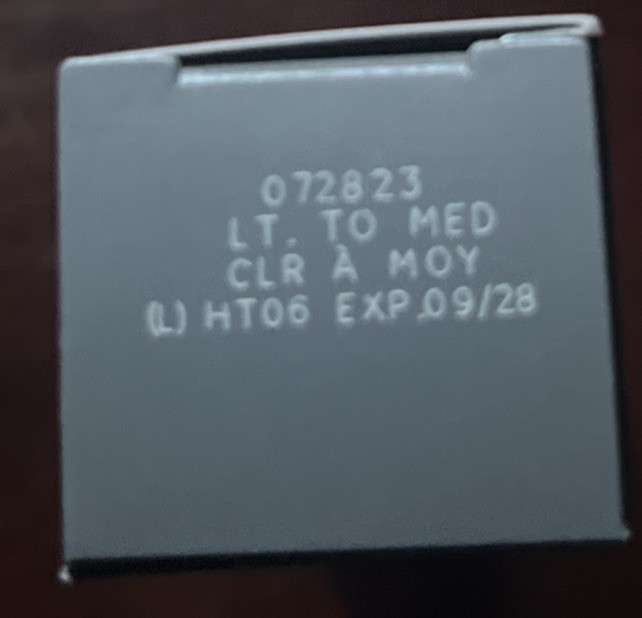 072823
LT. TO MED
CLR À MOY
(L) HT06 EXP.09/28